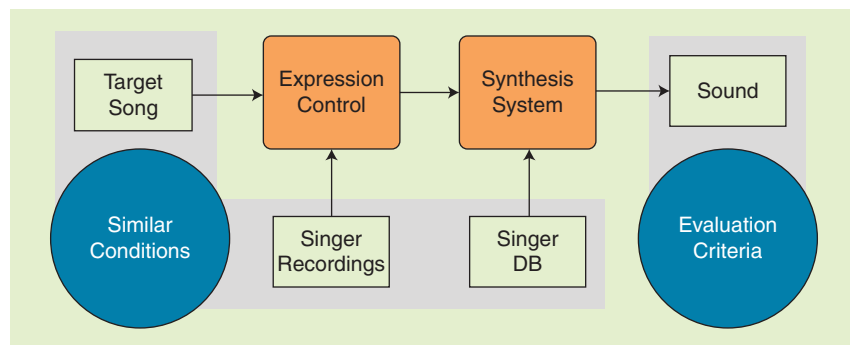 Target
Song
Expression
Control
Synthesis
System
Sound
Similar
Conditions
Singer
Recordings
Singer
DB
Evaluation
Criteria